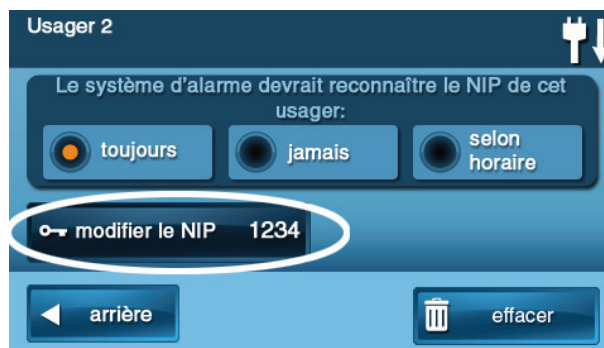 Usager 2
Le système d'alarme devrait reconnaître le NIP de cet
usager:
toujours
jamais
selon
horaire
modifier le NIP 1234
arrière
effacer